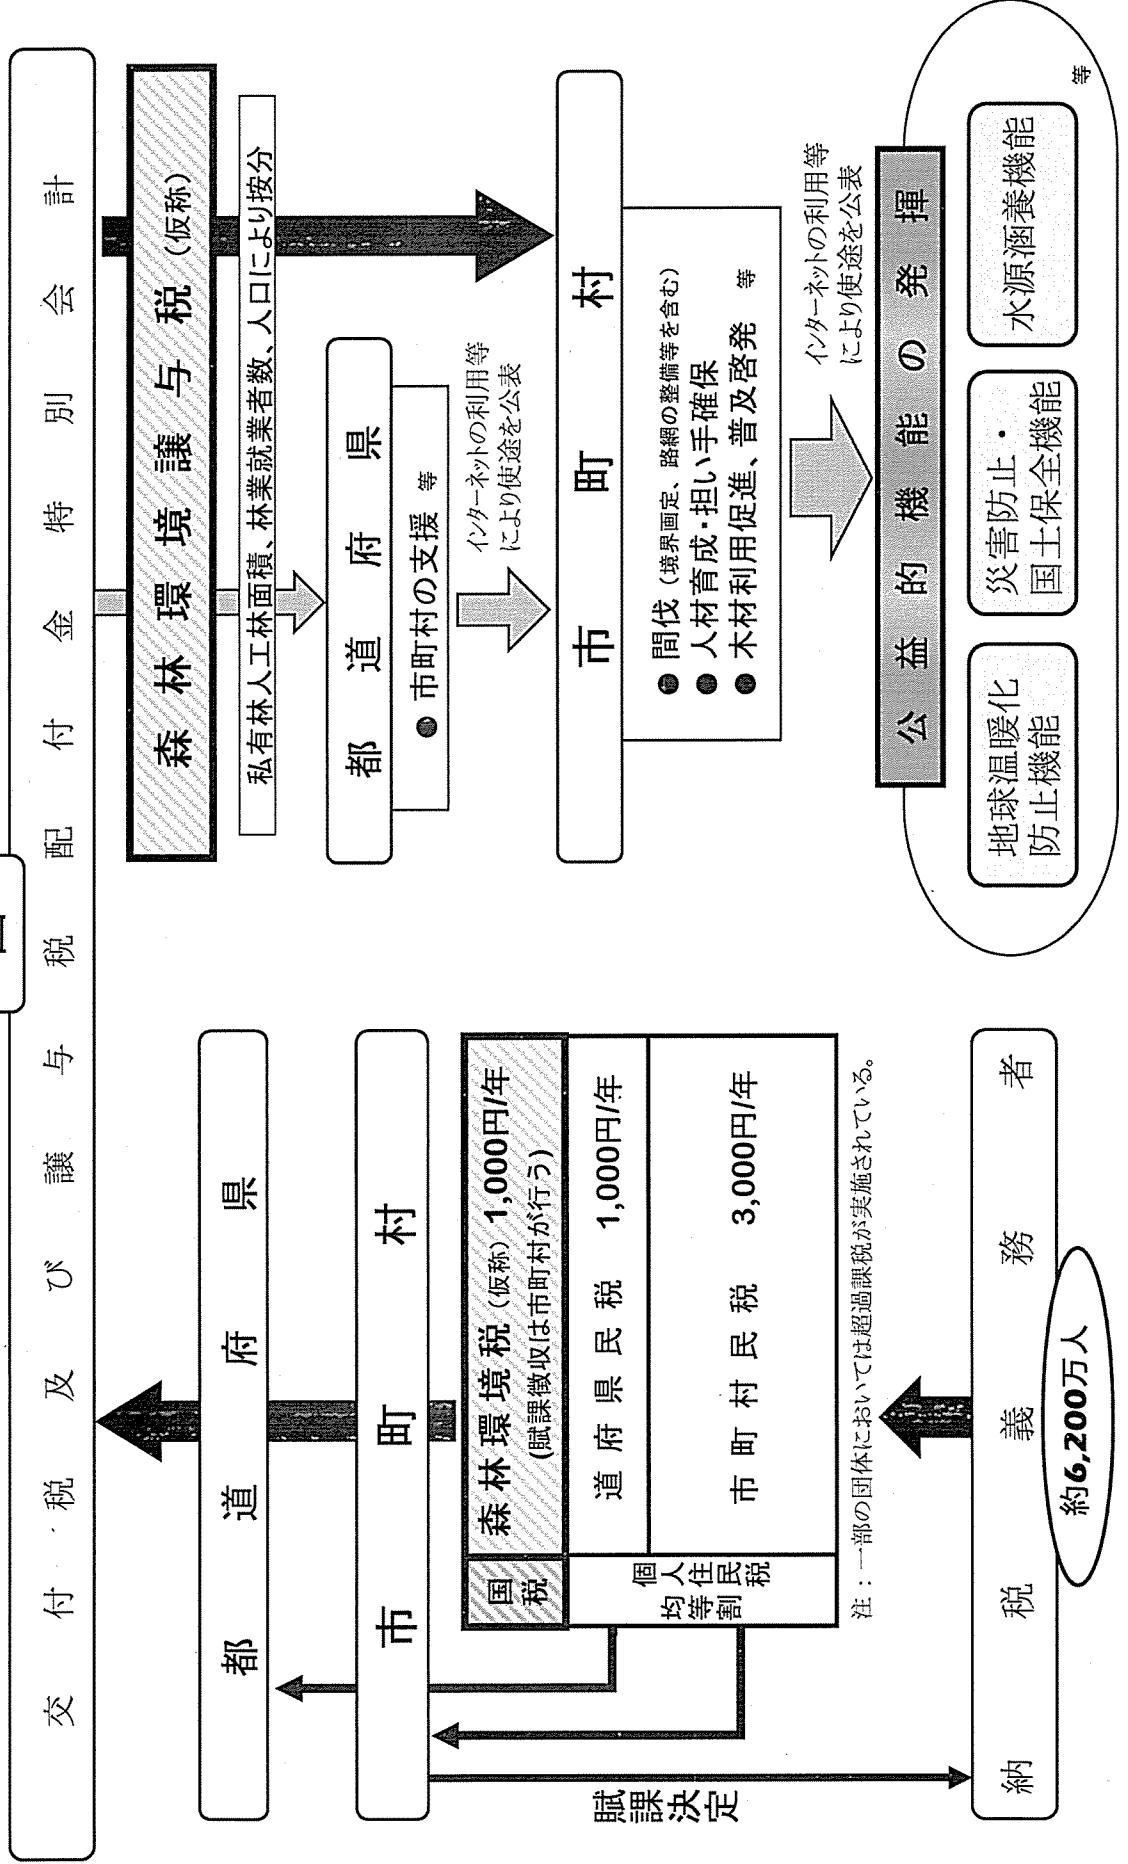 交付税及び譲与税配付金特別会計
都道府県
市町村
国税
森林環境税(仮称) 1,000円/年
(賦課徴収は市町村が行う)
個人住民税
均等割
道府県民税 1,000円/年
市町村民税 3,000円/年
注:一部の団体においては超過課税が実施されている。
賦課決定
納税義務者
約6,200万人
森林環境譲与税(仮称)
私有林人工林面積、林業就業者数、人口により按分
都道府県
● 市町村の支援 等
インターネットの利用等
により使途を公表
市町村
● 間伐(境界画定、路網の整備等を含む)
● 人材育成・担い手確保
● 木材利用促進、普及啓発 等
インターネットの利用等
により使途を公表
公益的機能の発揮
地球温暖化
防止機能
災害防止・
国土保全機能
水源涵養機能
等